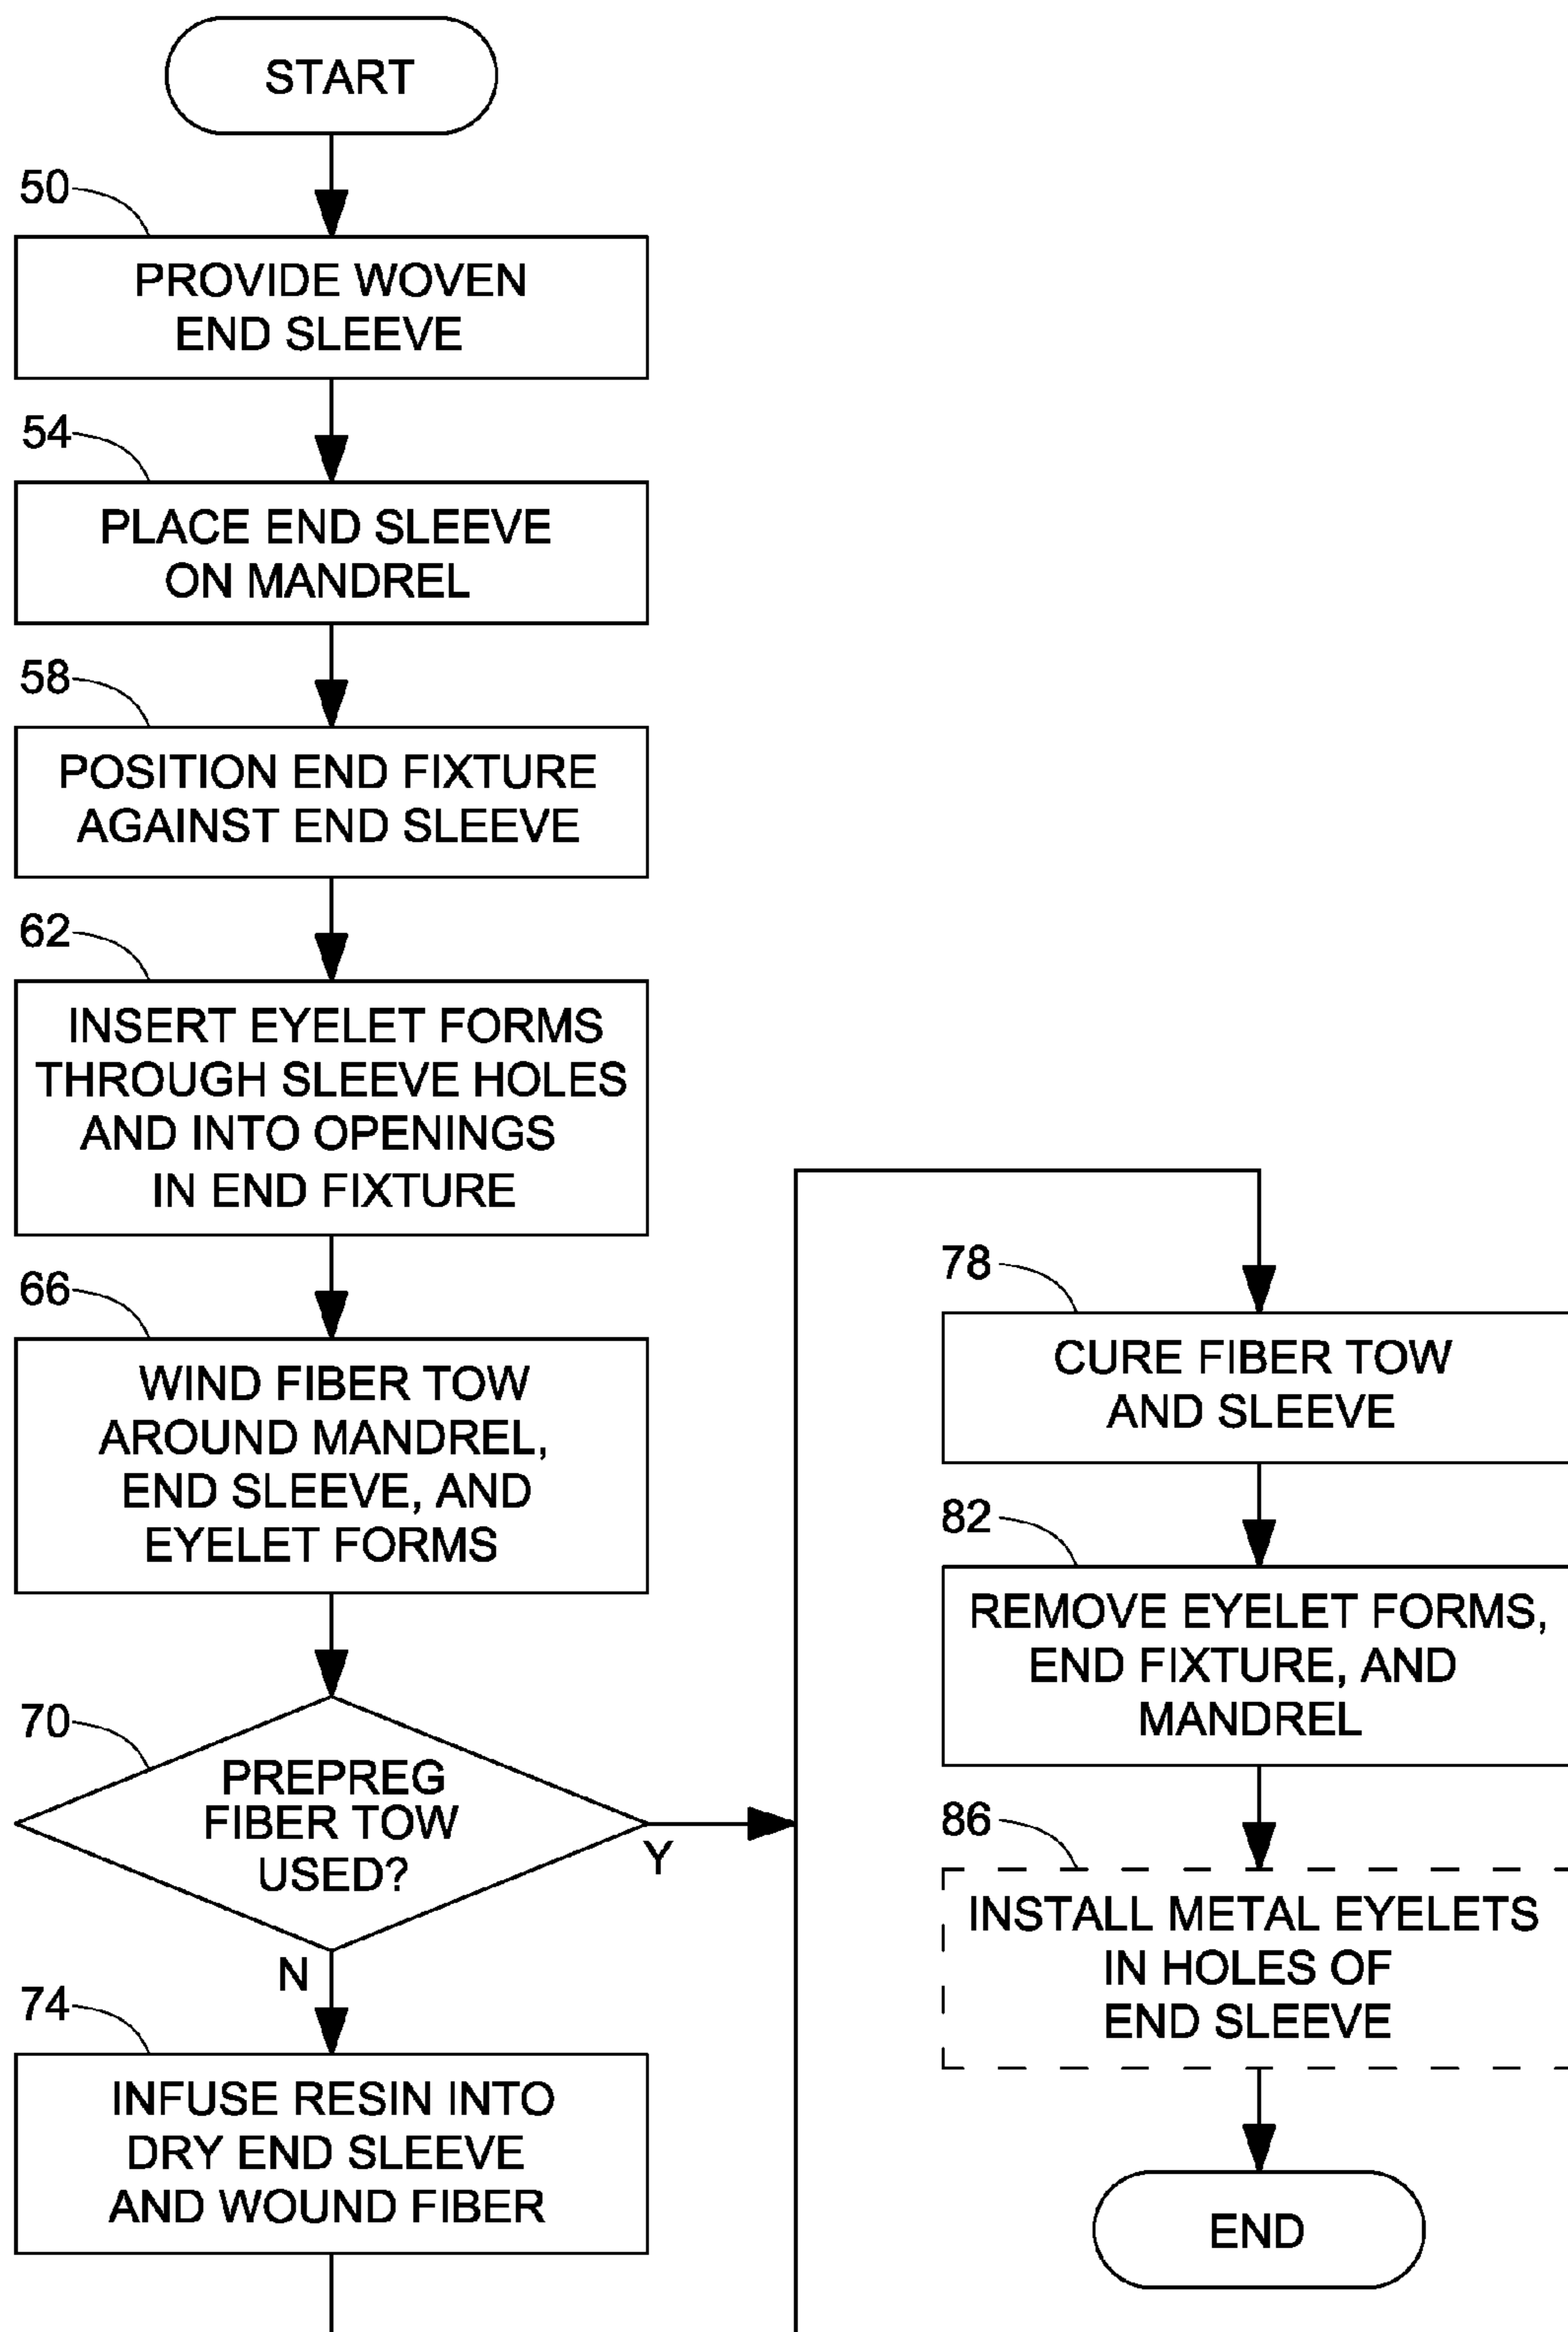 START
50
PROVIDE WOVEN
END SLEEVE
54
PLACE END SLEEVE
ON MANDREL
58
POSITION END FIXTURE
AGAINST END SLEEVE
62
INSERT EYELET FORMS
THROUGH SLEEVE HOLES
AND INTO OPENINGS
IN END FIXTURE
66
WIND FIBER TOW
AROUND MANDREL,
END SLEEVE, AND
EYELET FORMS
70
PREPREG
FIBER TOW
USED?
Y
N
74
INFUSE RESIN INTO
DRY END SLEEVE
AND WOUND FIBER
78
CURE FIBER TOW
AND SLEEVE
82
REMOVE EYELET FORMS,
END FIXTURE, AND
MANDREL
86
INSTALL METAL EYELETS
IN HOLES OF
END SLEEVE
END